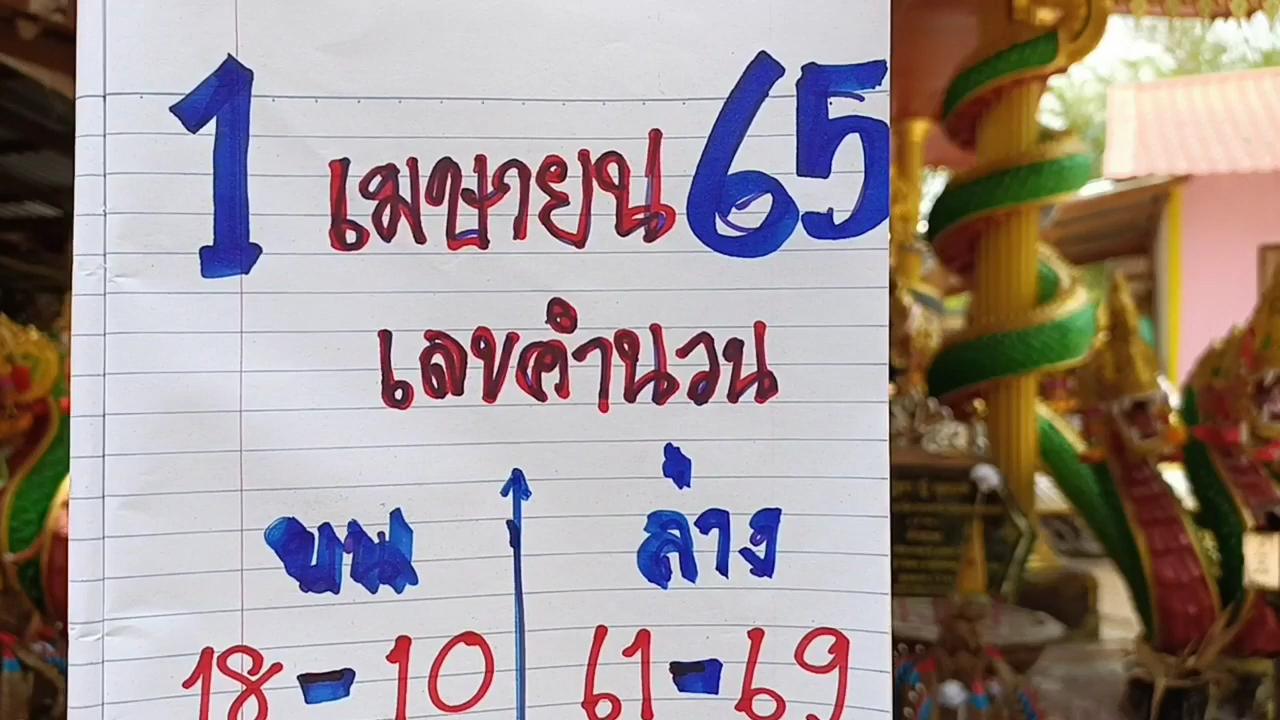 1 เมษายน 65
เลขคำนวน
บน ล่าง
18-10 61-69